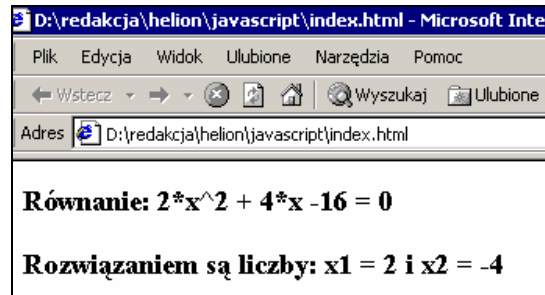 D:\redakcja\helion\javascript\index.html - Microsoft Inte
Plik Edycja Widok Ulubione Narzędzia Pomoc
Wstecz Wyszukaj Ulubione
Adres D:\redakcja\helion\javascript\index.html
Równanie: 2*x^2 + 4*x -16 = 0
Rozwiązaniem są liczby: x1 = 2 i x2 = -4